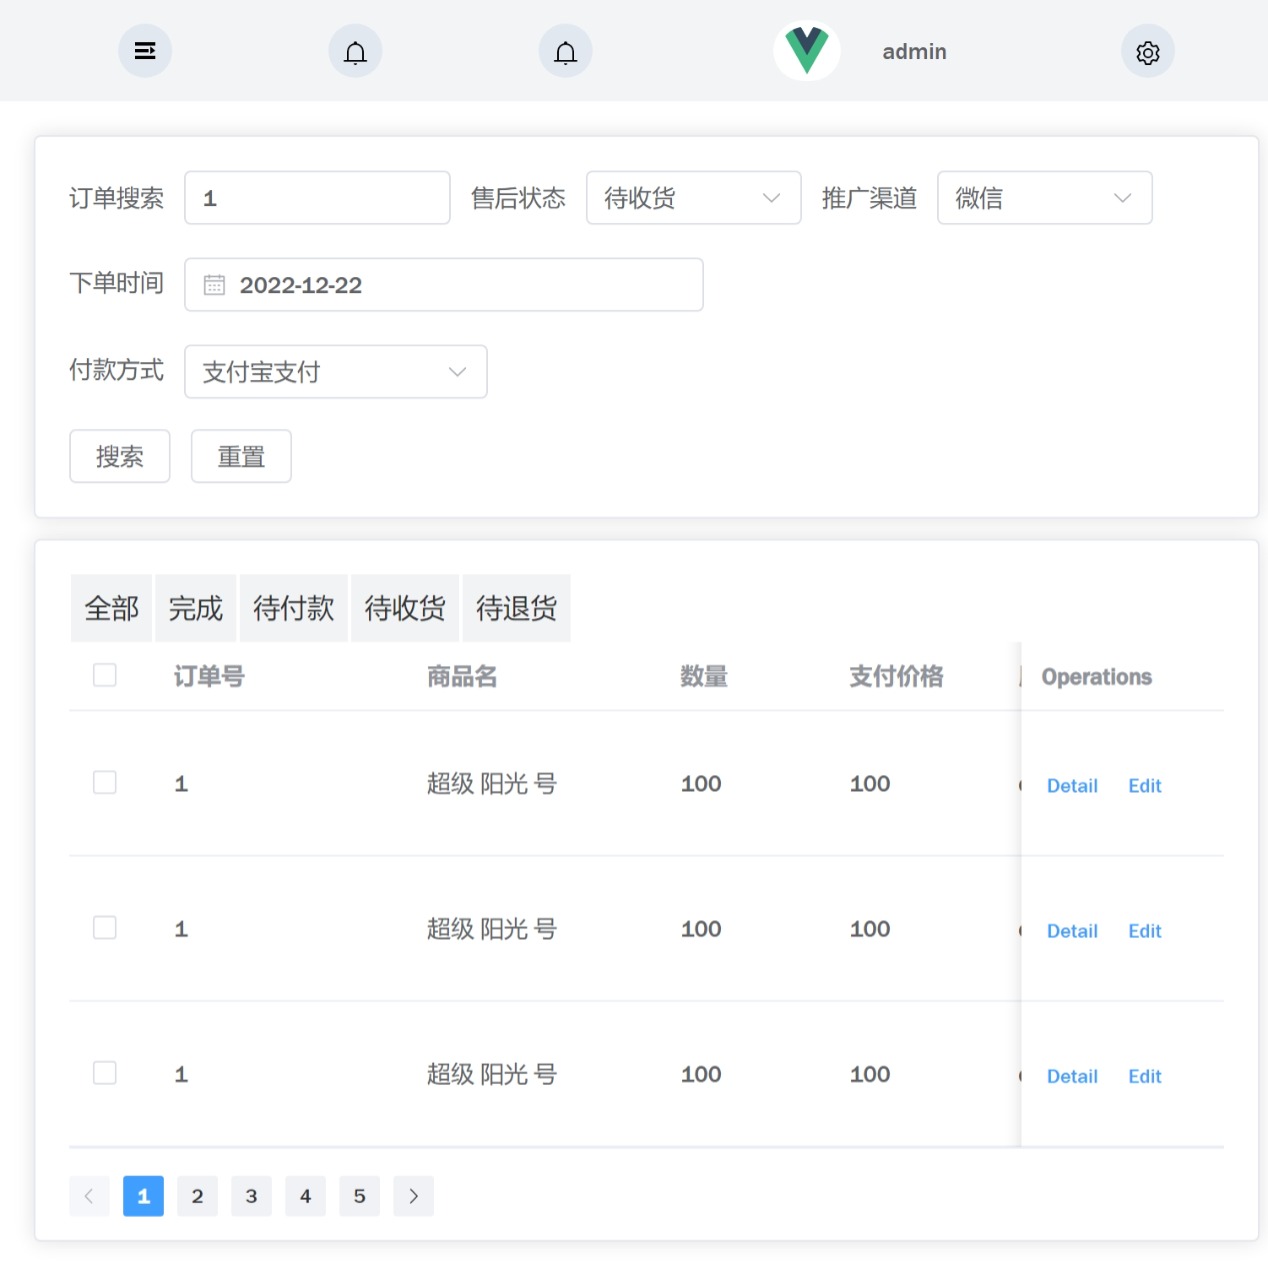 admin
订单搜索 1 售后状态 待收货 推广渠道 微信
下单时间 2022-12-22
付款方式 支付宝支付
搜索 重置
全部 完成 待付款 待收货 待退货
订单号 商品名 数量 支付价格 Operations
1 超级 阳光 号 100 100 Detail Edit
1 超级 阳光 号 100 100 Detail Edit
1 超级 阳光 号 100 100 Detail Edit
1 2 3 4 5